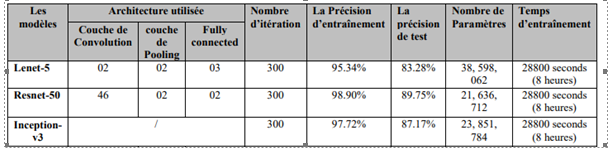 Les modèles | Architecture utilisée | Nombre d'itération | La Précision d'entraînement | La précision de test | Nombre de Paramètres | Temps d'entraînement
Couche de Convolution | couche de Pooling | Fully connected
Lenet-5 | 02 | 02 | 03 | 300 | 95.34% | 83.28% | 38, 598, 062 | 28800 seconds (8 heures)
Resnet-50 | 46 | 02 | 02 | 300 | 98.90% | 89.75% | 21, 636, 712 | 28800 seconds (8 heures)
Inception-v3 | / | 300 | 97.72% | 87.17% | 23, 851, 784 | 28800 seconds (8 heures)